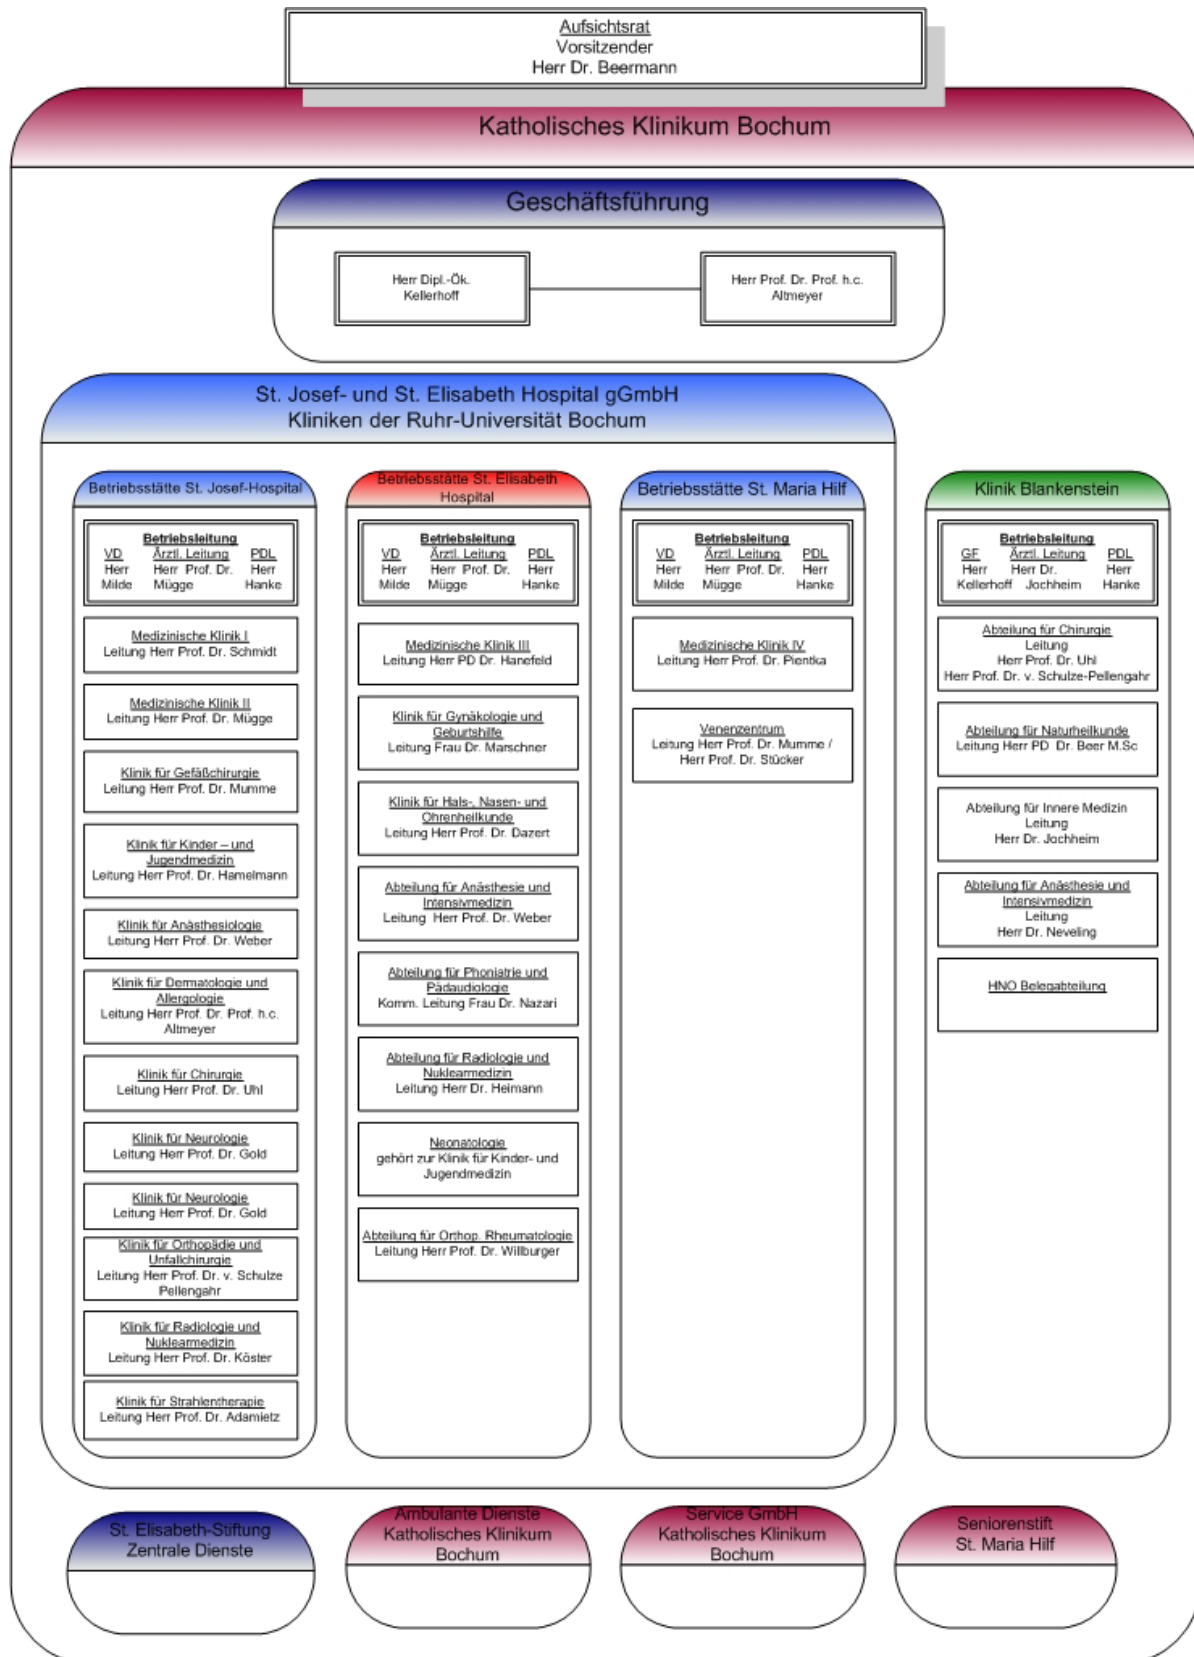 Aufsichtsrat
Vorsitzender
Herr Dr. Beermann
Katholisches Klinikum Bochum
Geschäftsführung
Herr Dipl.-Ök.
Kellerhoff
Herr Prof. Dr. Prof. h.c.
Altmeyer
St. Josef- und St. Elisabeth Hospital gGmbH
Kliniken der Ruhr-Universität Bochum
Betriebsstätte St. Josef-Hospital
Betriebsleitung
VD Ärztl. Leitung PDL
Herr Herr Prof. Dr. Herr
Milde Mügge Hanke
Medizinische Klinik I
Leitung Herr Prof. Dr. Schmidt
Medizinische Klinik II
Leitung Herr Prof. Dr. Mügge
Klinik für Gefäßchirurgie
Leitung Herr Prof. Dr. Mumme
Klinik für Kinder – und
Jugendmedizin
Leitung Herr Prof. Dr. Hamelmann
Klinik für Anästhesiologie
Leitung Herr Prof. Dr. Weber
Klinik für Dermatologie und
Allergologie
Leitung Herr Prof. Dr. Prof. h.c.
Altmeyer
Klinik für Chirurgie
Leitung Herr Prof. Dr. Uhl
Klinik für Neurologie
Leitung Herr Prof. Dr. Gold
Klinik für Neurologie
Leitung Herr Prof. Dr. Gold
Klinik für Orthopädie und
Unfallchirurgie
Leitung Herr Prof. Dr. v. Schulze
Pellengahr
Klinik für Radiologie und
Nuklearmedizin
Leitung Herr Prof. Dr. Köster
Klinik für Strahlentherapie
Leitung Herr Prof. Dr. Adamietz
Betriebsstätte St. Elisabeth
Hospital
Betriebsleitung
VD Ärztl. Leitung PDL
Herr Herr Prof. Dr. Herr
Milde Mügge Hanke
Medizinische Klinik III
Leitung Herr PD Dr. Hanefeld
Klinik für Gynäkologie und
Geburtshilfe
Leitung Frau Dr. Marschner
Klinik für Hals-, Nasen- und
Ohrenheilkunde
Leitung Herr Prof. Dr. Dazert
Abteilung für Anästhesie und
Intensivmedizin
Leitung Herr Prof. Dr. Weber
Abteilung für Phoniatrie und
Pädaudiologie
Komm. Leitung Frau Dr. Nazari
Abteilung für Radiologie und
Nuklearmedizin
Leitung Herr Dr. Heimann
Neonatologie
gehört zur Klinik für Kinder- und
Jugendmedizin
Abteilung für Orthop. Rheumatologie
Leitung Herr Prof. Dr. Willburger
Betriebsstätte St. Maria Hilf
Betriebsleitung
VD Ärztl. Leitung PDL
Herr Herr Prof. Dr. Herr
Milde Mügge Hanke
Medizinische Klinik IV
Leitung Herr Prof. Dr. Pientka
Venenzentrum
Leitung Herr Prof. Dr. Mumme /
Herr Prof. Dr. Stücker
Klinik Blankenstein
Betriebsleitung
GF Ärztl. Leitung PDL
Herr Herr Dr. Herr
Kellerhoff Jochheim Hanke
Abteilung für Chirurgie
Leitung
Herr Prof. Dr. Uhl
Herr Prof. Dr. v. Schulze-Pellengahr
Abteilung für Naturheilkunde
Leitung Herr PD Dr. Beer M.Sc
Abteilung für Innere Medizin
Leitung
Herr Dr. Jochheim
Abteilung für Anästhesie und
Intensivmedizin
Leitung
Herr Dr. Neveling
HNO Belegabteilung
St. Elisabeth-Stiftung
Zentrale Dienste
Ambulante Dienste
Katholisches Klinikum
Bochum
Service GmbH
Katholisches Klinikum
Bochum
Seniorenstift
St. Maria Hilf